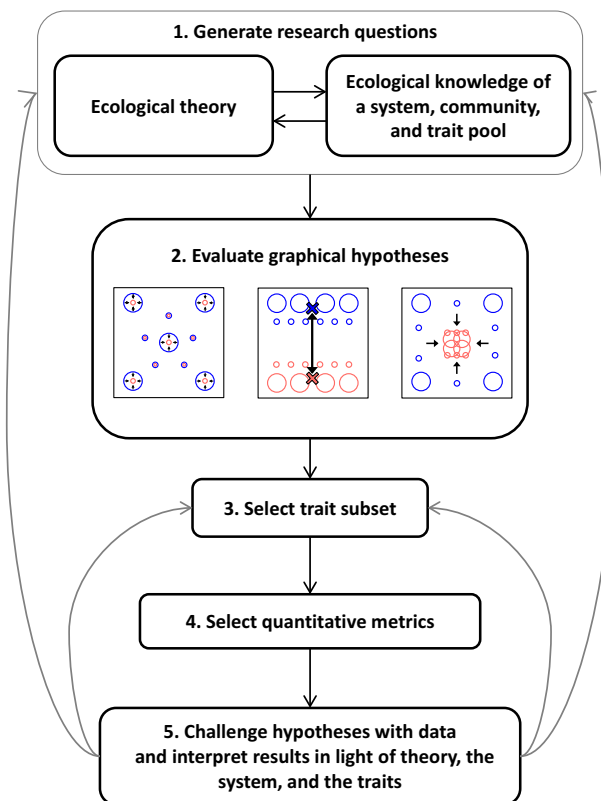 1. Generate research questions
Ecological theory
Ecological knowledge of
a system, community,
and trait pool
2. Evaluate graphical hypotheses
3. Select trait subset
4. Select quantitative metrics
5. Challenge hypotheses with data
and interpret results in light of theory, the
system, and the traits